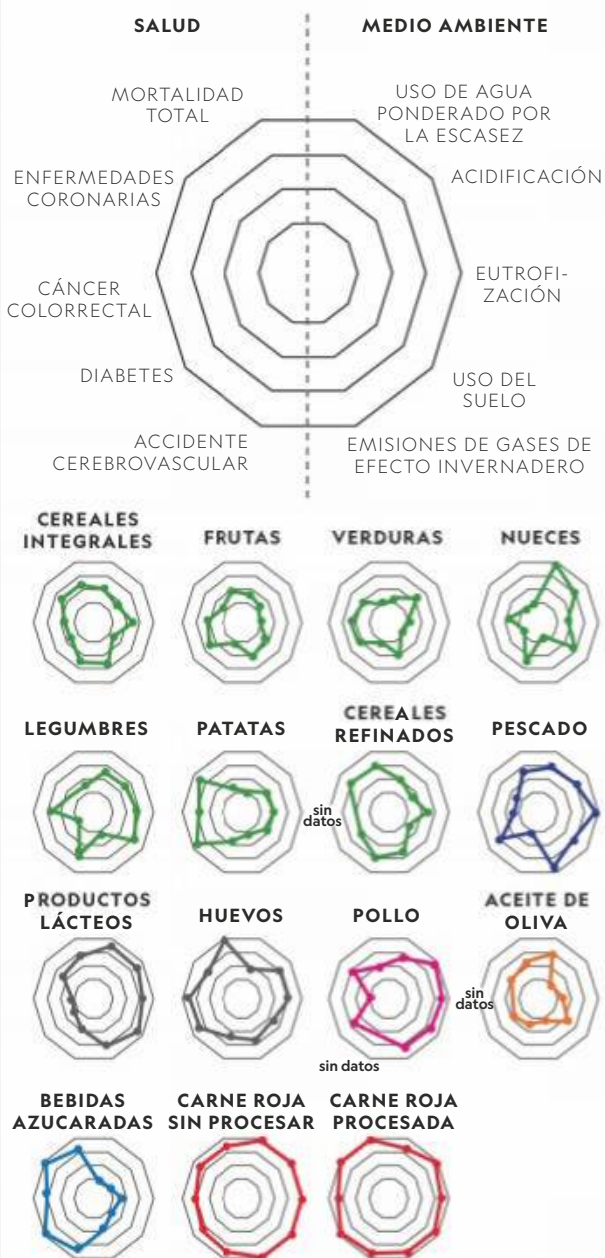 SALUD
MEDIO AMBIENTE
MORTALIDAD
TOTAL
USO DE AGUA
PONDERADO POR
LA ESCASEZ
ENFERMEDADES
CORONARIAS
ACIDIFICACIÓN
CÁNCER
COLORRECTAL
EUTROFI-
ZACIÓN
DIABETES
USO DEL
SUELO
ACCIDENTE
CEREBROVASCULAR
EMISIONES DE GASES DE
EFECTO INVERNADERO
CEREALES
INTEGRALES
FRUTAS
VERDURAS
NUECES
LEGUMBRES
PATATAS
CEREALES
REFINADOS
PESCADO
sin
datos
PRODUCTOS
LÁCTEOS
HUEVOS
POLLO
ACEITE DE
OLIVA
sin
datos
sin datos
BEBIDAS
AZUCARADAS
CARNE ROJA
SIN PROCESAR
CARNE ROJA
PROCESADA